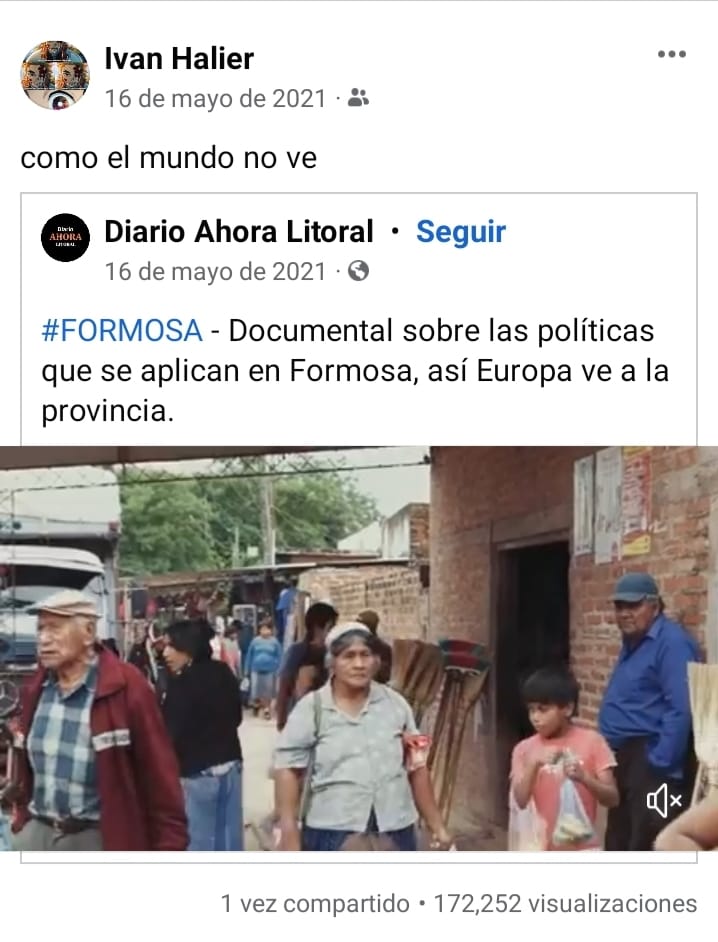 Ivan Halier
16 de mayo de 2021 ·
como el mundo no ve
Diario
AHORA
LITORAL
Diario Ahora Litoral · Seguir
16 de mayo de 2021 ·
#FORMOSA - Documental sobre las políticas
que se aplican en Formosa, así Europa ve a la
provincia.
1 vez compartido • 172,252 visualizaciones